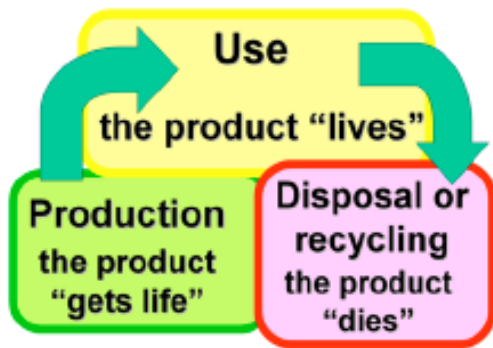 Use
the product “lives”
Production
the product
“gets life”
Disposal or
recycling
the product
“dies”